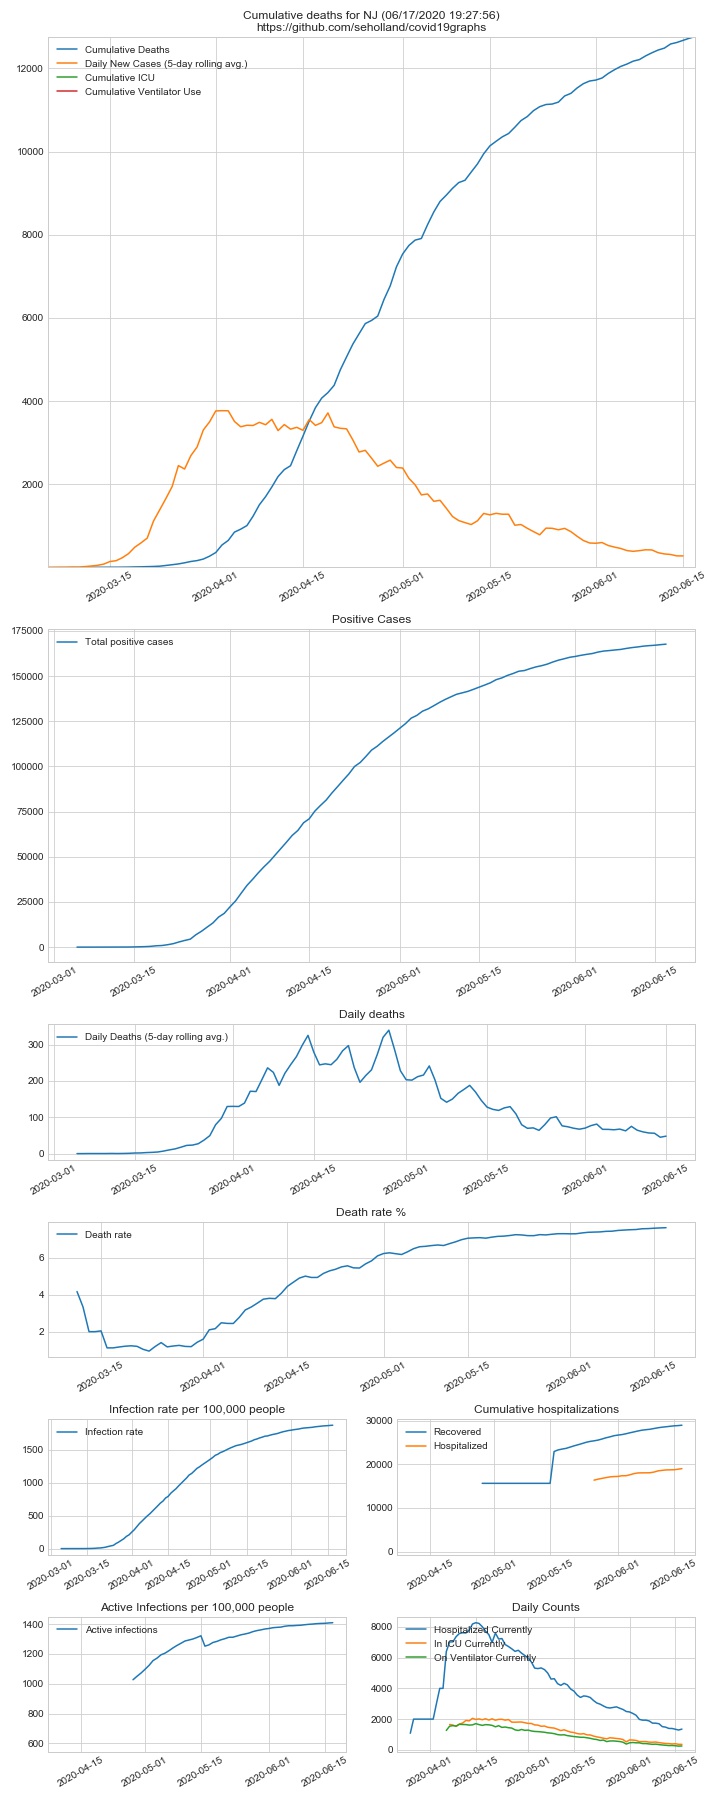 Cumulative deaths for NJ (06/17/2020 19:27:56)
https://github.com/seholland/covid19graphs
Cumulative Deaths
Daily New Cases (5-day rolling avg.)
Cumulative ICU
Cumulative Ventilator Use
12000
10000
8000
6000
4000
2000
2020-03-15 2020-04-01 2020-04-15 2020-05-01 2020-05-15 2020-06-01 2020-06-15
Positive Cases
Total positive cases
175000
150000
125000
100000
75000
50000
25000
0
2020-03-01 2020-03-15 2020-04-01 2020-04-15 2020-05-01 2020-05-15 2020-06-01 2020-06-15
Daily deaths
Daily Deaths (5-day rolling avg.)
300
200
100
0
2020-03-01 2020-03-15 2020-04-01 2020-04-15 2020-05-01 2020-05-15 2020-06-01 2020-06-15
Death rate %
Death rate
6
4
2
2020-03-15 2020-04-01 2020-04-15 2020-05-01 2020-05-15 2020-06-01 2020-06-15
Infection rate per 100,000 people
Infection rate
1500
1000
500
0
2020-03-01 2020-03-15 2020-04-01 2020-04-15 2020-05-01 2020-05-15 2020-06-01 2020-06-15
Cumulative hospitalizations
Recovered
Hospitalized
30000
20000
10000
0
2020-04-15 2020-05-01 2020-05-15 2020-06-01 2020-06-15
Active Infections per 100,000 people
Active infections
1400
1200
1000
800
600
2020-04-15 2020-05-01 2020-05-15 2020-06-01 2020-06-15
Daily Counts
Hospitalized Currently
In ICU Currently
On Ventilator Currently
8000
6000
4000
2000
0
2020-04-01 2020-04-15 2020-05-01 2020-05-15 2020-06-01 2020-06-15